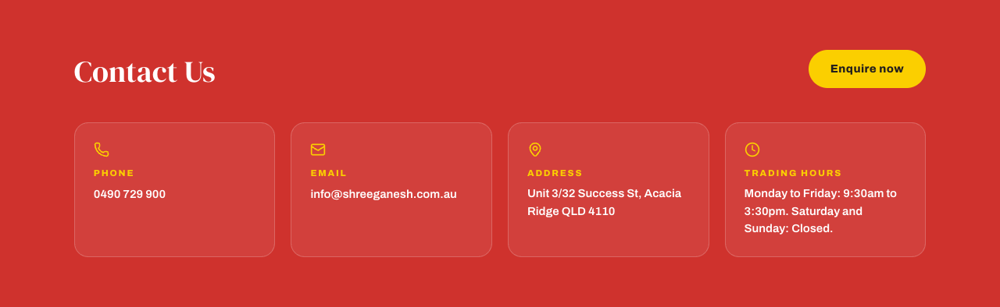 Contact Us
Enquire now
PHONE
0490 729 900
EMAIL
info@shreeganesh.com.au
ADDRESS
Unit 3/32 Success St, Acacia
Ridge QLD 4110
TRADING HOURS
Monday to Friday: 9:30am to
3:30pm. Saturday and
Sunday: Closed.